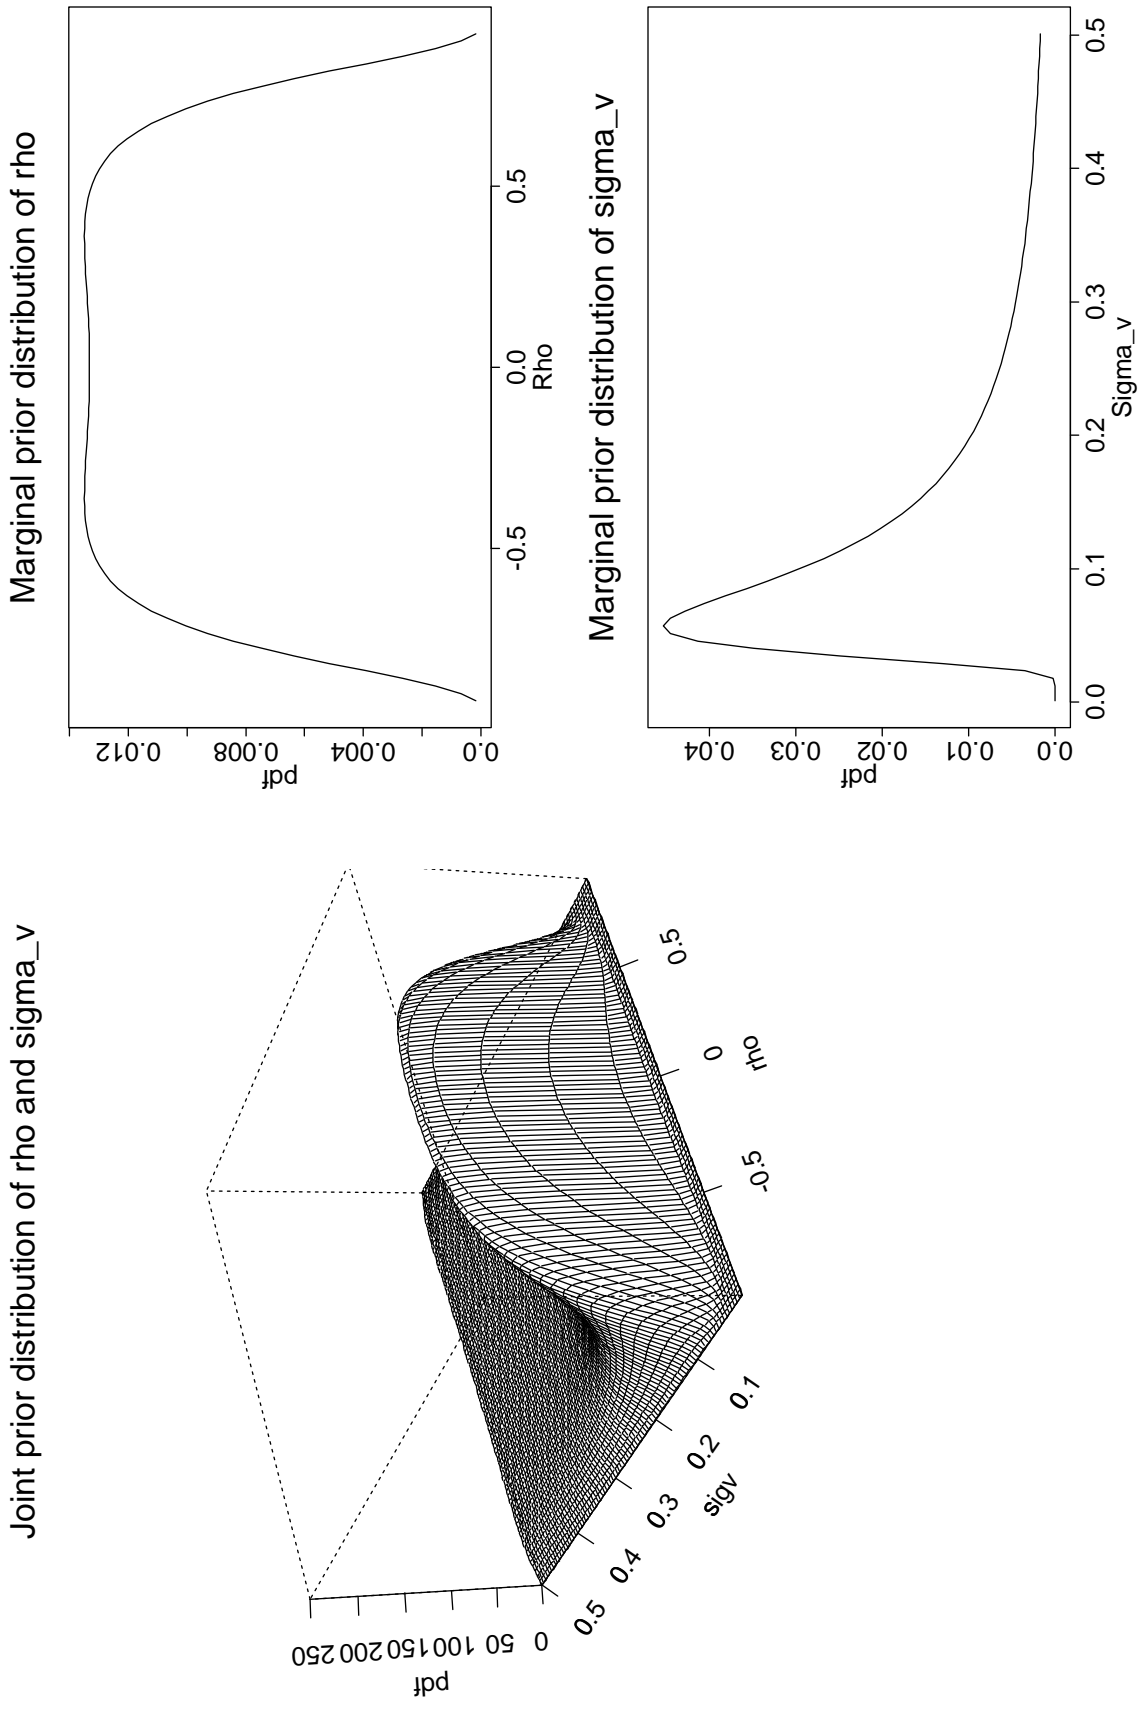 Joint prior distribution of rho and sigma_v
pdf
0 50 100 150 200 250
0.5 0.4 0.3 0.2 0.1
sigv
-0.5 0 0.5
rho
Marginal prior distribution of rho
pdf
0.0 0.004 0.008 0.012
-0.5 0.0 0.5
Rho
Marginal prior distribution of sigma_v
pdf
0.0 0.01 0.02 0.03 0.04
0.0 0.1 0.2 0.3 0.4 0.5
Sigma_v